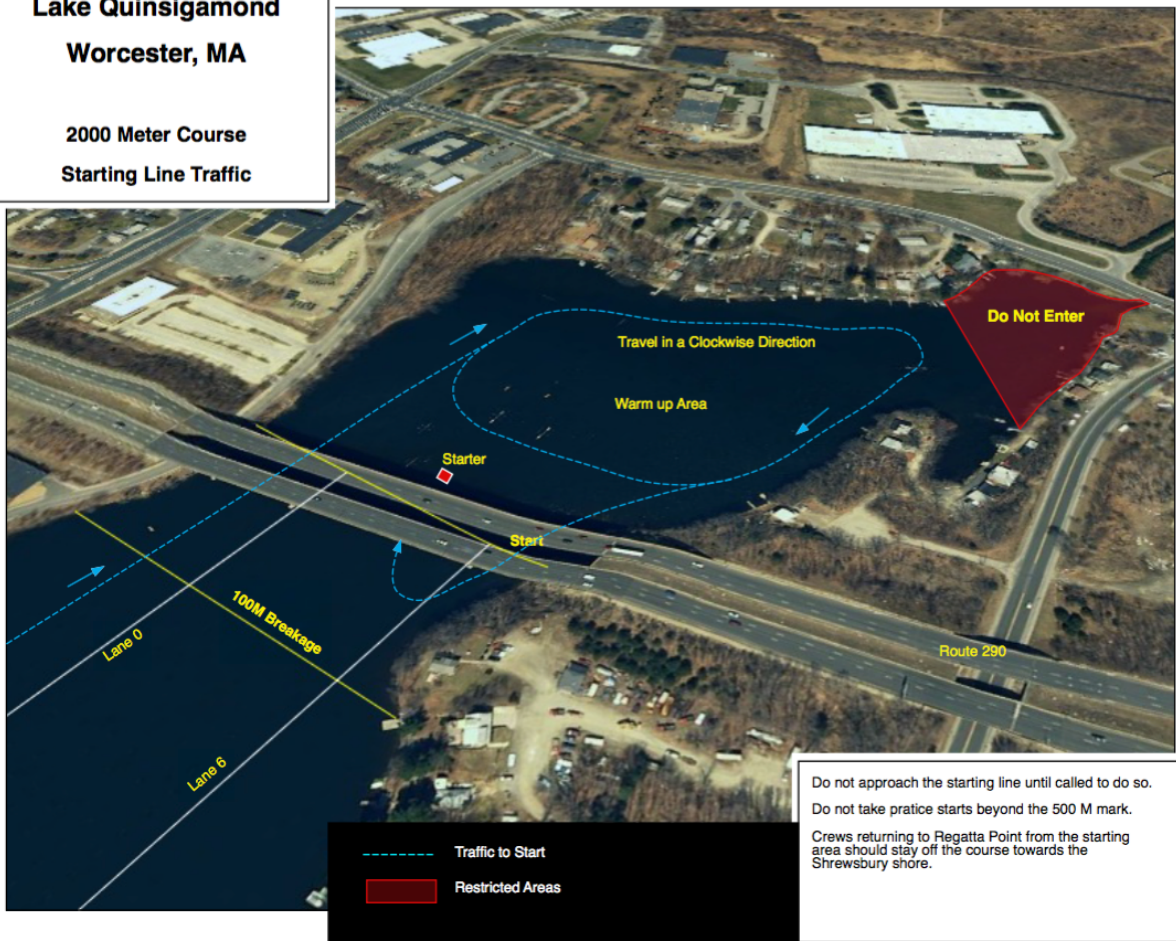 Lake Quinsigamond
Worcester, MA
2000 Meter Course
Starting Line Traffic
Do Not Enter
Travel in a Clockwise Direction
Warm up Area
Starter
Start
100M Breakage
Lane 0
Route 290
Lane 6
Do not approach the starting line until called to do so.
Do not take pratice starts beyond the 500 M mark.
Crews returning to Regatta Point from the starting
area should stay off the course towards the
Shrewsbury shore.
Traffic to Start
Restricted Areas